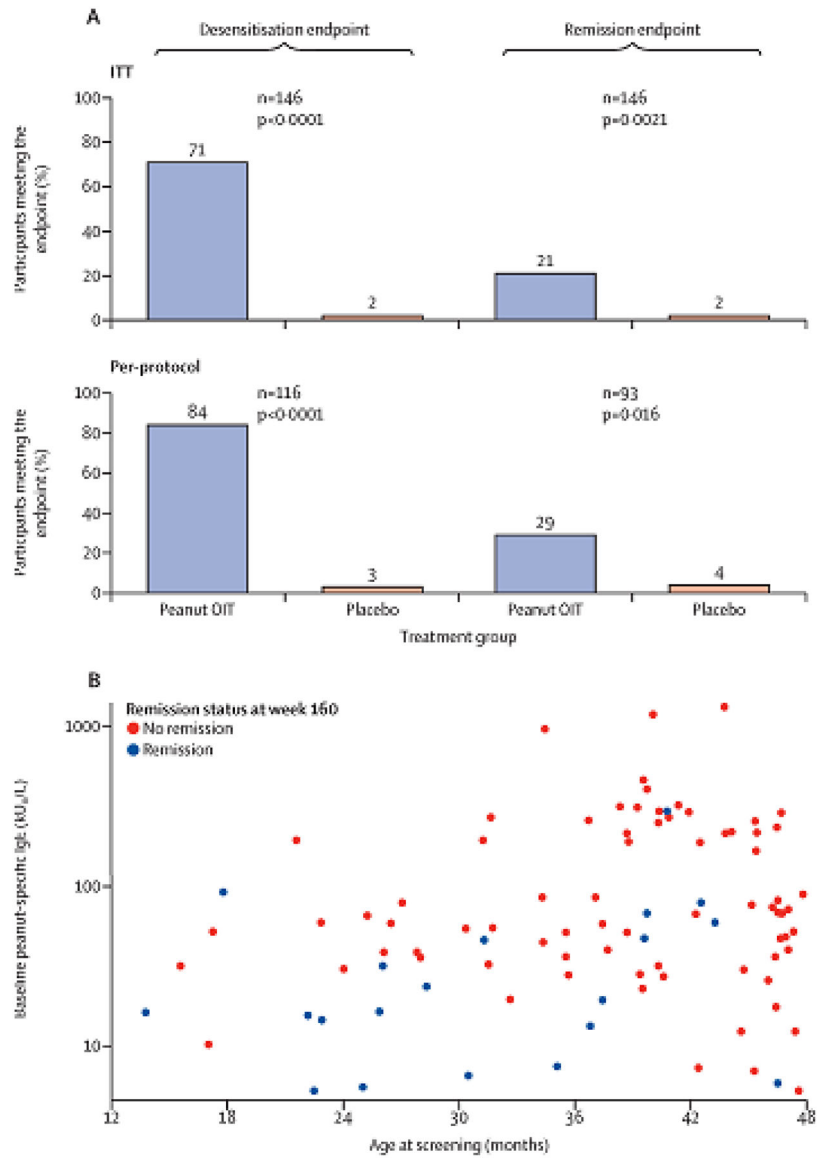 A
Desensitisation endpoint
Remission endpoint
ITT
Participants meeting the
endpoint (%)
100
80
60
40
20
0
n=146
p<0·0001
n=146
p=0·0021
71
2
21
2
Per-protocol
Participants meeting the
endpoint (%)
100
80
60
40
20
0
n=116
p<0·0001
n=93
p=0·016
84
3
29
4
Peanut OIT
Placebo
Peanut OIT
Placebo
Treatment group
B
Remission status at week 160
No remission
Remission
Baseline peanut-specific IgE (kUA/L)
1000
100
10
12
18
24
30
36
42
48
Age at screening (months)